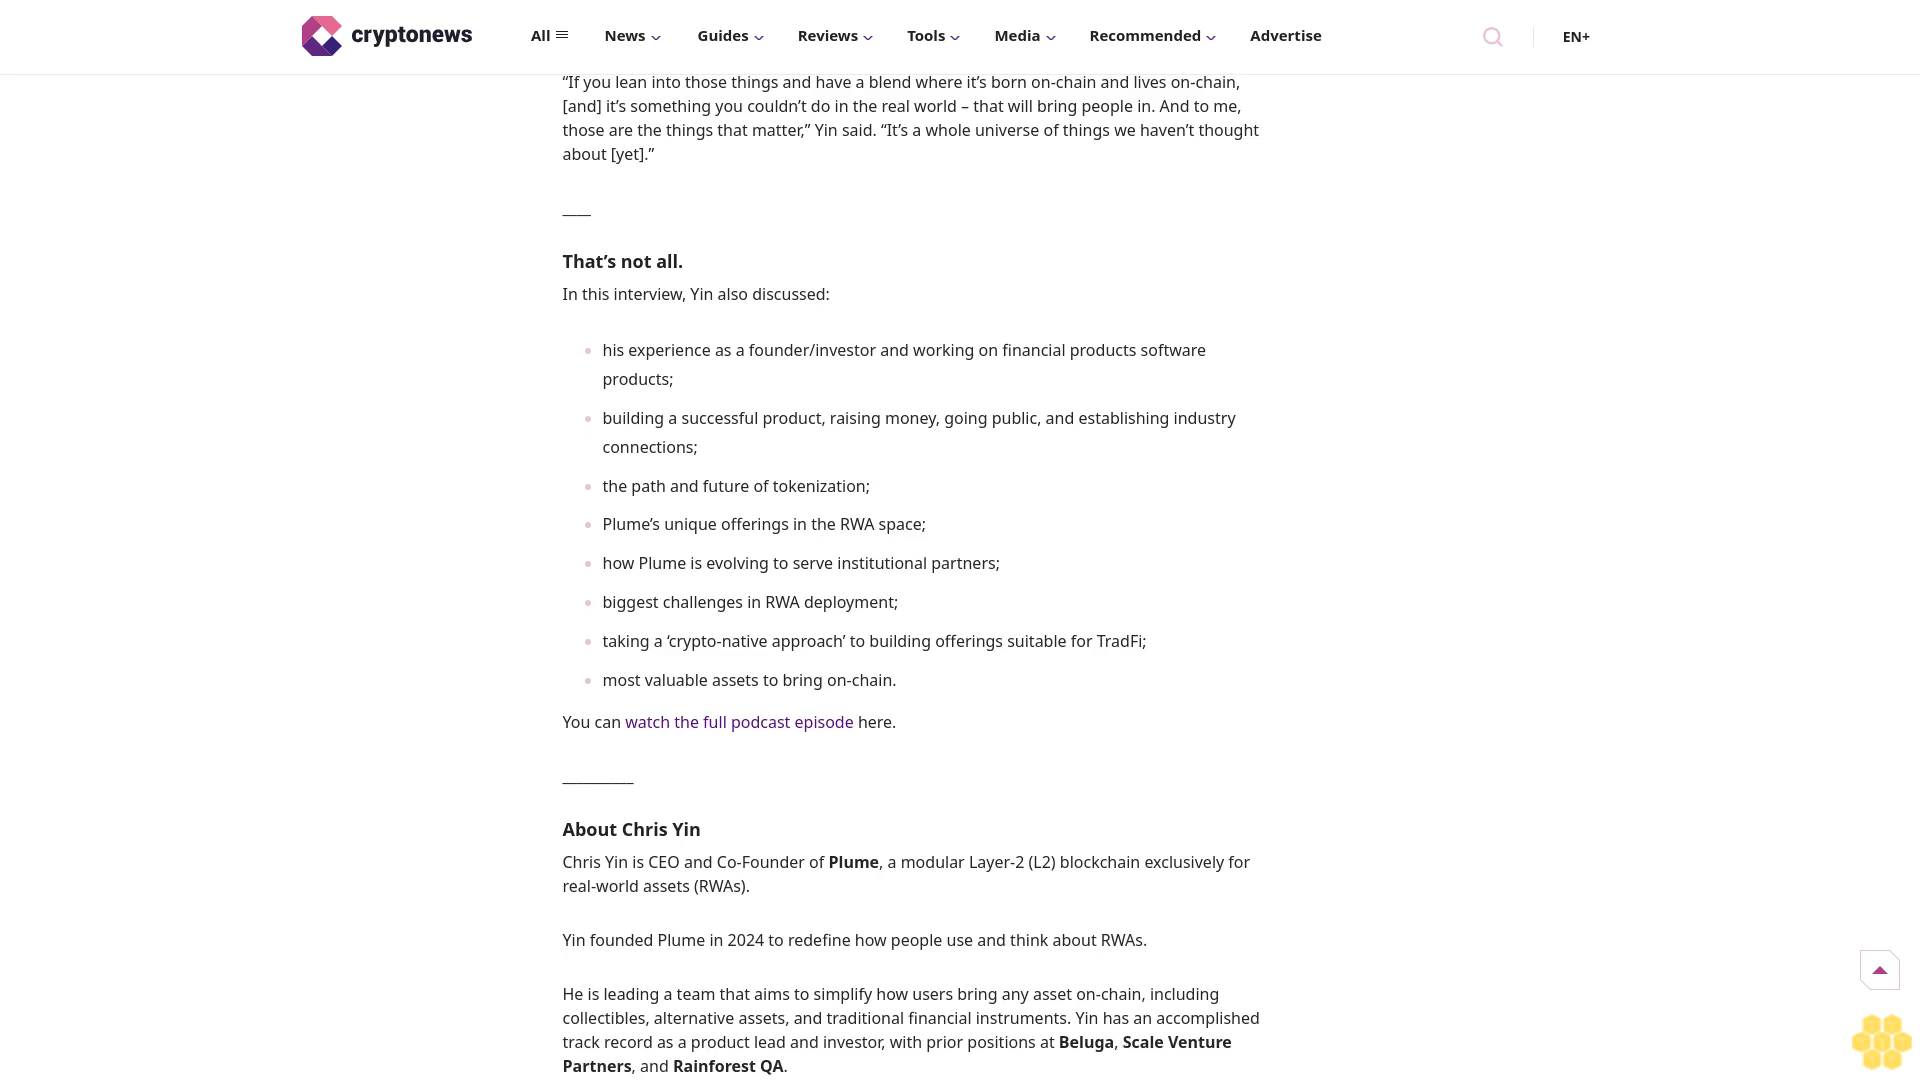 cryptonews
All
News
Guides
Reviews
Tools
Media
Recommended
Advertise
EN+
“If you lean into those things and have a blend where it’s born on-chain and lives on-chain,
[and] it’s something you couldn’t do in the real world – that will bring people in. And to me,
those are the things that matter,” Yin said. “It’s a whole universe of things we haven’t thought
about [yet].”
____
That’s not all.
In this interview, Yin also discussed:
his experience as a founder/investor and working on financial products software
products;
building a successful product, raising money, going public, and establishing industry
connections;
the path and future of tokenization;
Plume’s unique offerings in the RWA space;
how Plume is evolving to serve institutional partners;
biggest challenges in RWA deployment;
taking a ‘crypto-native approach’ to building offerings suitable for TradFi;
most valuable assets to bring on-chain.
You can watch the full podcast episode here.
__________
About Chris Yin
Chris Yin is CEO and Co-Founder of Plume, a modular Layer-2 (L2) blockchain exclusively for
real-world assets (RWAs).
Yin founded Plume in 2024 to redefine how people use and think about RWAs.
He is leading a team that aims to simplify how users bring any asset on-chain, including
collectibles, alternative assets, and traditional financial instruments. Yin has an accomplished
track record as a product lead and investor, with prior positions at Beluga, Scale Venture
Partners, and Rainforest QA.